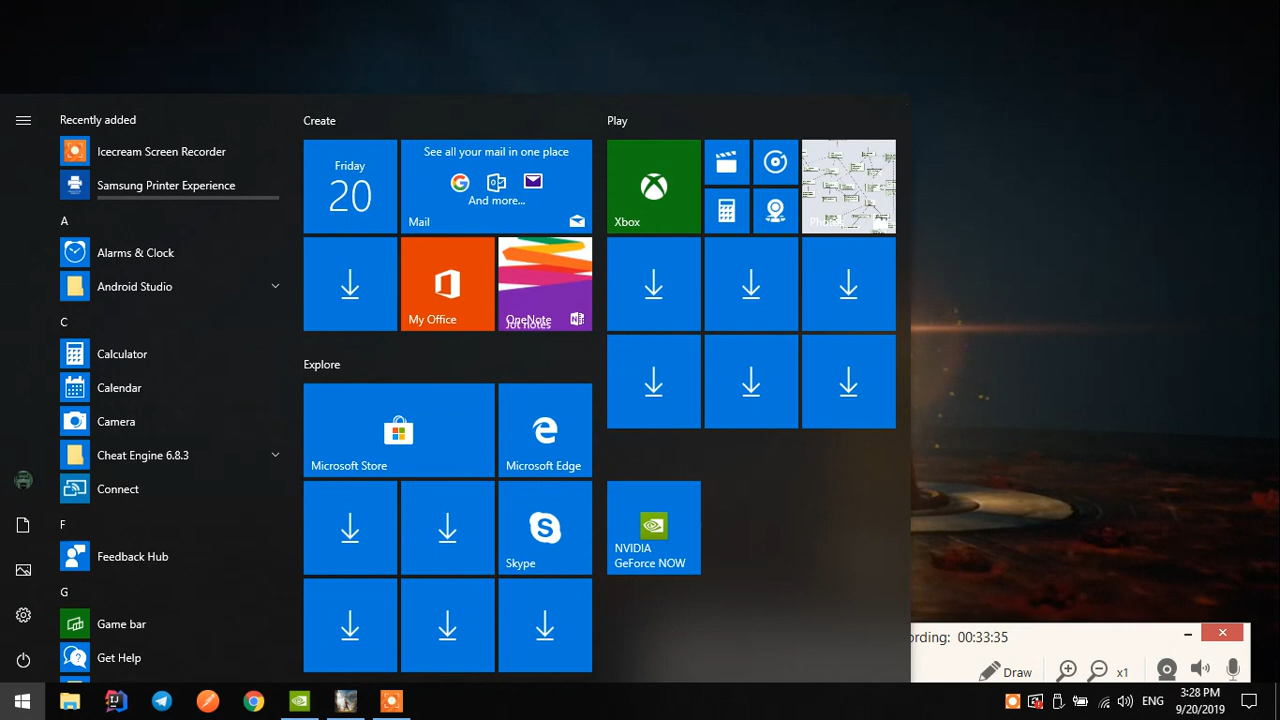 Recently added
Icecream Screen Recorder
Samsung Printer Experience
A
Alarms & Clock
Android Studio
C
Calculator
Calendar
Camera
Cheat Engine 6.8.3
Connect
F
Feedback Hub
G
Game bar
Get Help
Create
Friday
20
See all your mail in one place
And more...
Mail
My Office
OneNote
Jot notes
Explore
Microsoft Store
Microsoft Edge
Skype
Play
Xbox
Photos
NVIDIA
GeForce NOW
ording: 00:33:35
Draw
x1
ENG
3:28 PM
9/20/2019